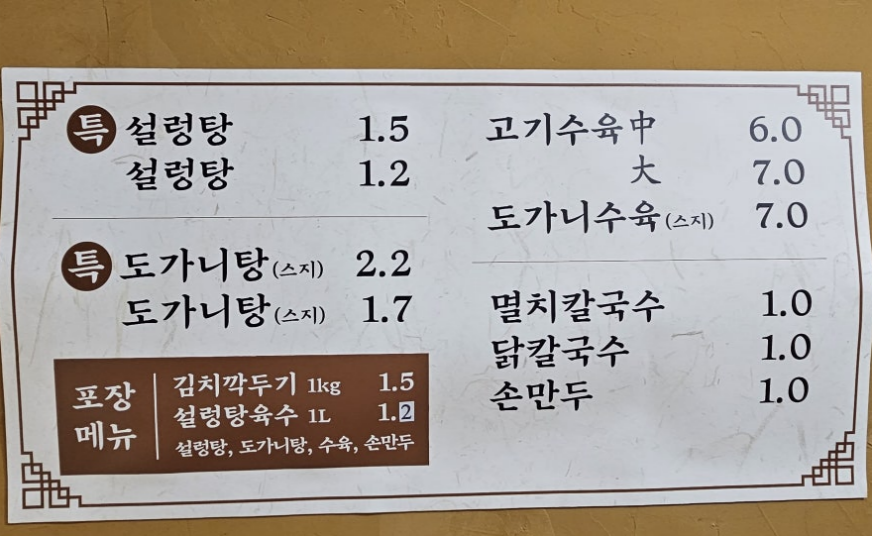 특 설렁탕 1.5
설렁탕 1.2
특 도가니탕(스지) 2.2
도가니탕(스지) 1.7
포장
메뉴
김치깍두기 1kg 1.5
설렁탕육수 1L 1.2
설렁탕, 도가니탕, 수육, 손만두
고기수육 中 6.0
大 7.0
도가니수육(스지) 7.0
멸치칼국수 1.0
닭칼국수 1.0
손만두 1.0